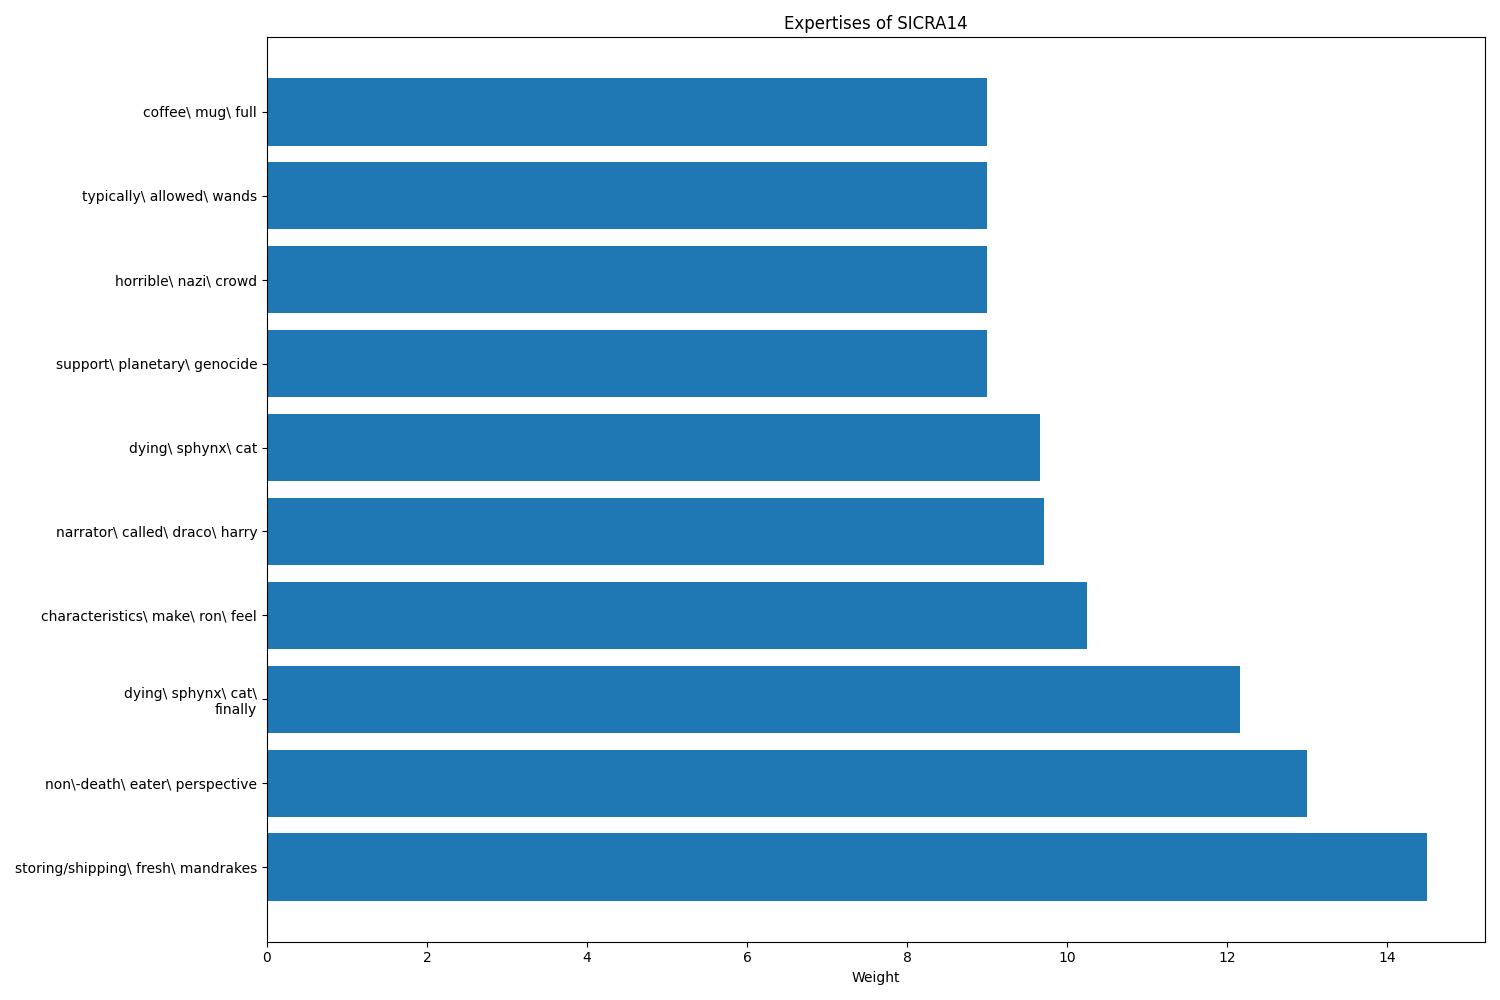 Expertises of SICRA14
coffee\ mug\ full
typically\ allowed\ wands
horrible\ nazi\ crowd
support\ planetary\ genocide
dying\ sphynx\ cat
narrator\ called\ draco\ harry
characteristics\ make\ ron\ feel
dying\ sphynx\ cat\
finally
non\-death\ eater\ perspective
storing/shipping\ fresh\ mandrakes
0 2 4 6 8 10 12 14
Weight